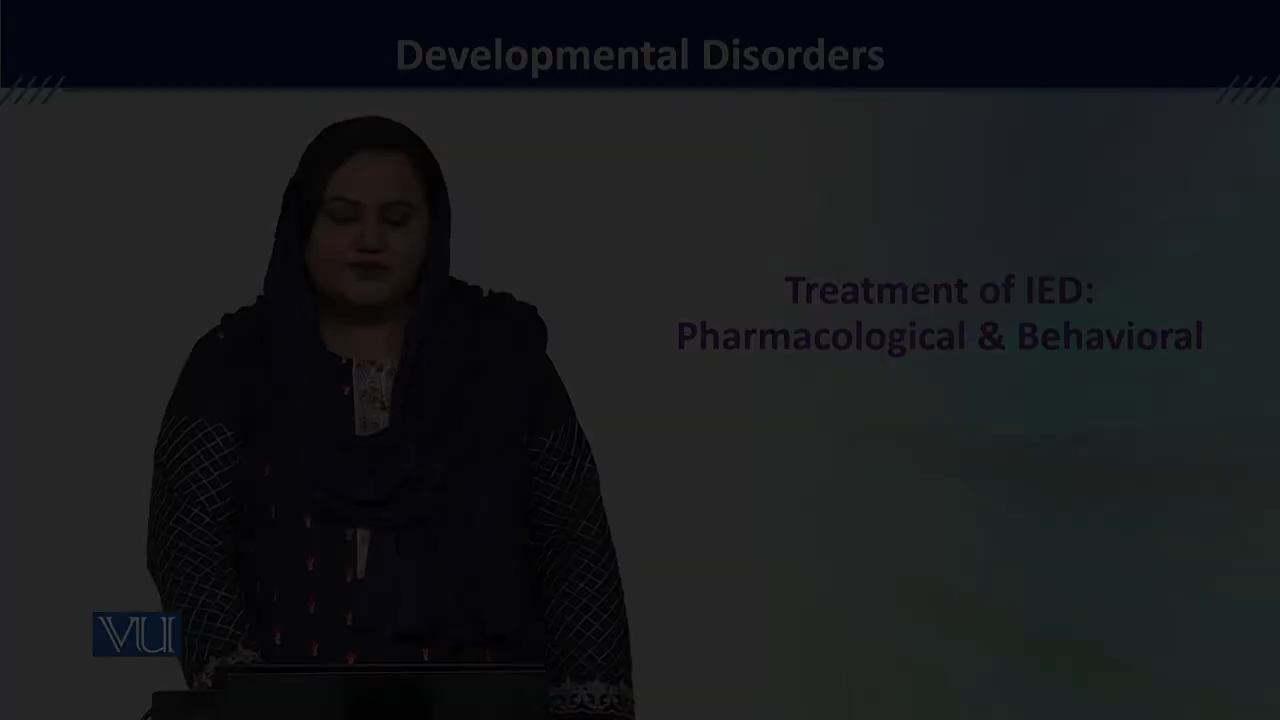 Developmental Disorders
Treatment of IED:
Pharmacological & Behavioral
VU